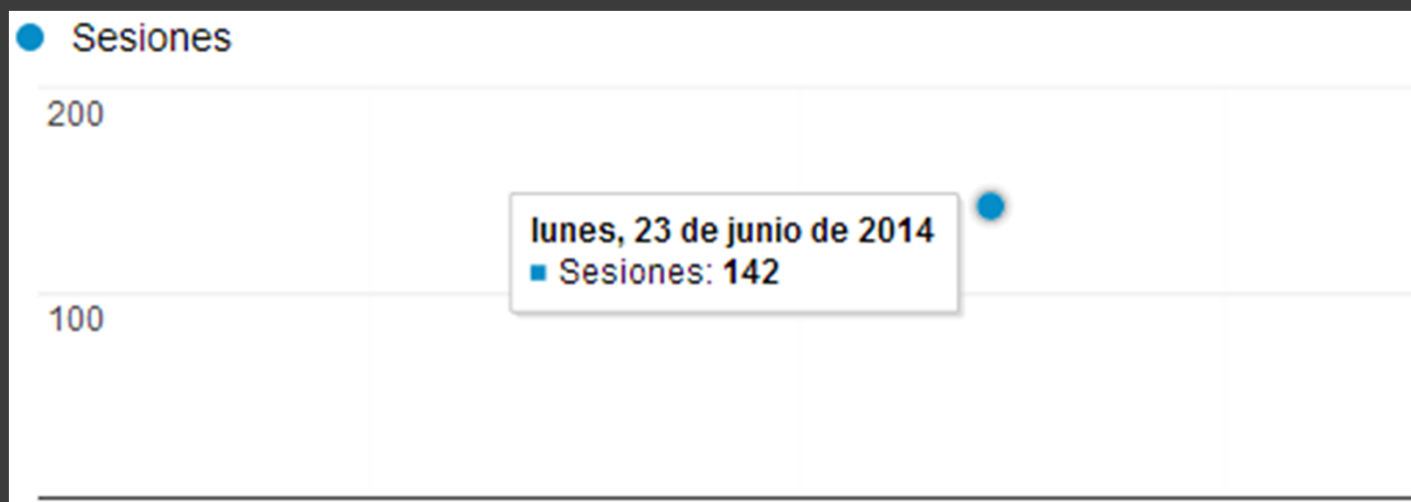 Sesiones
200
lunes, 23 de junio de 2014
Sesiones: 142
100